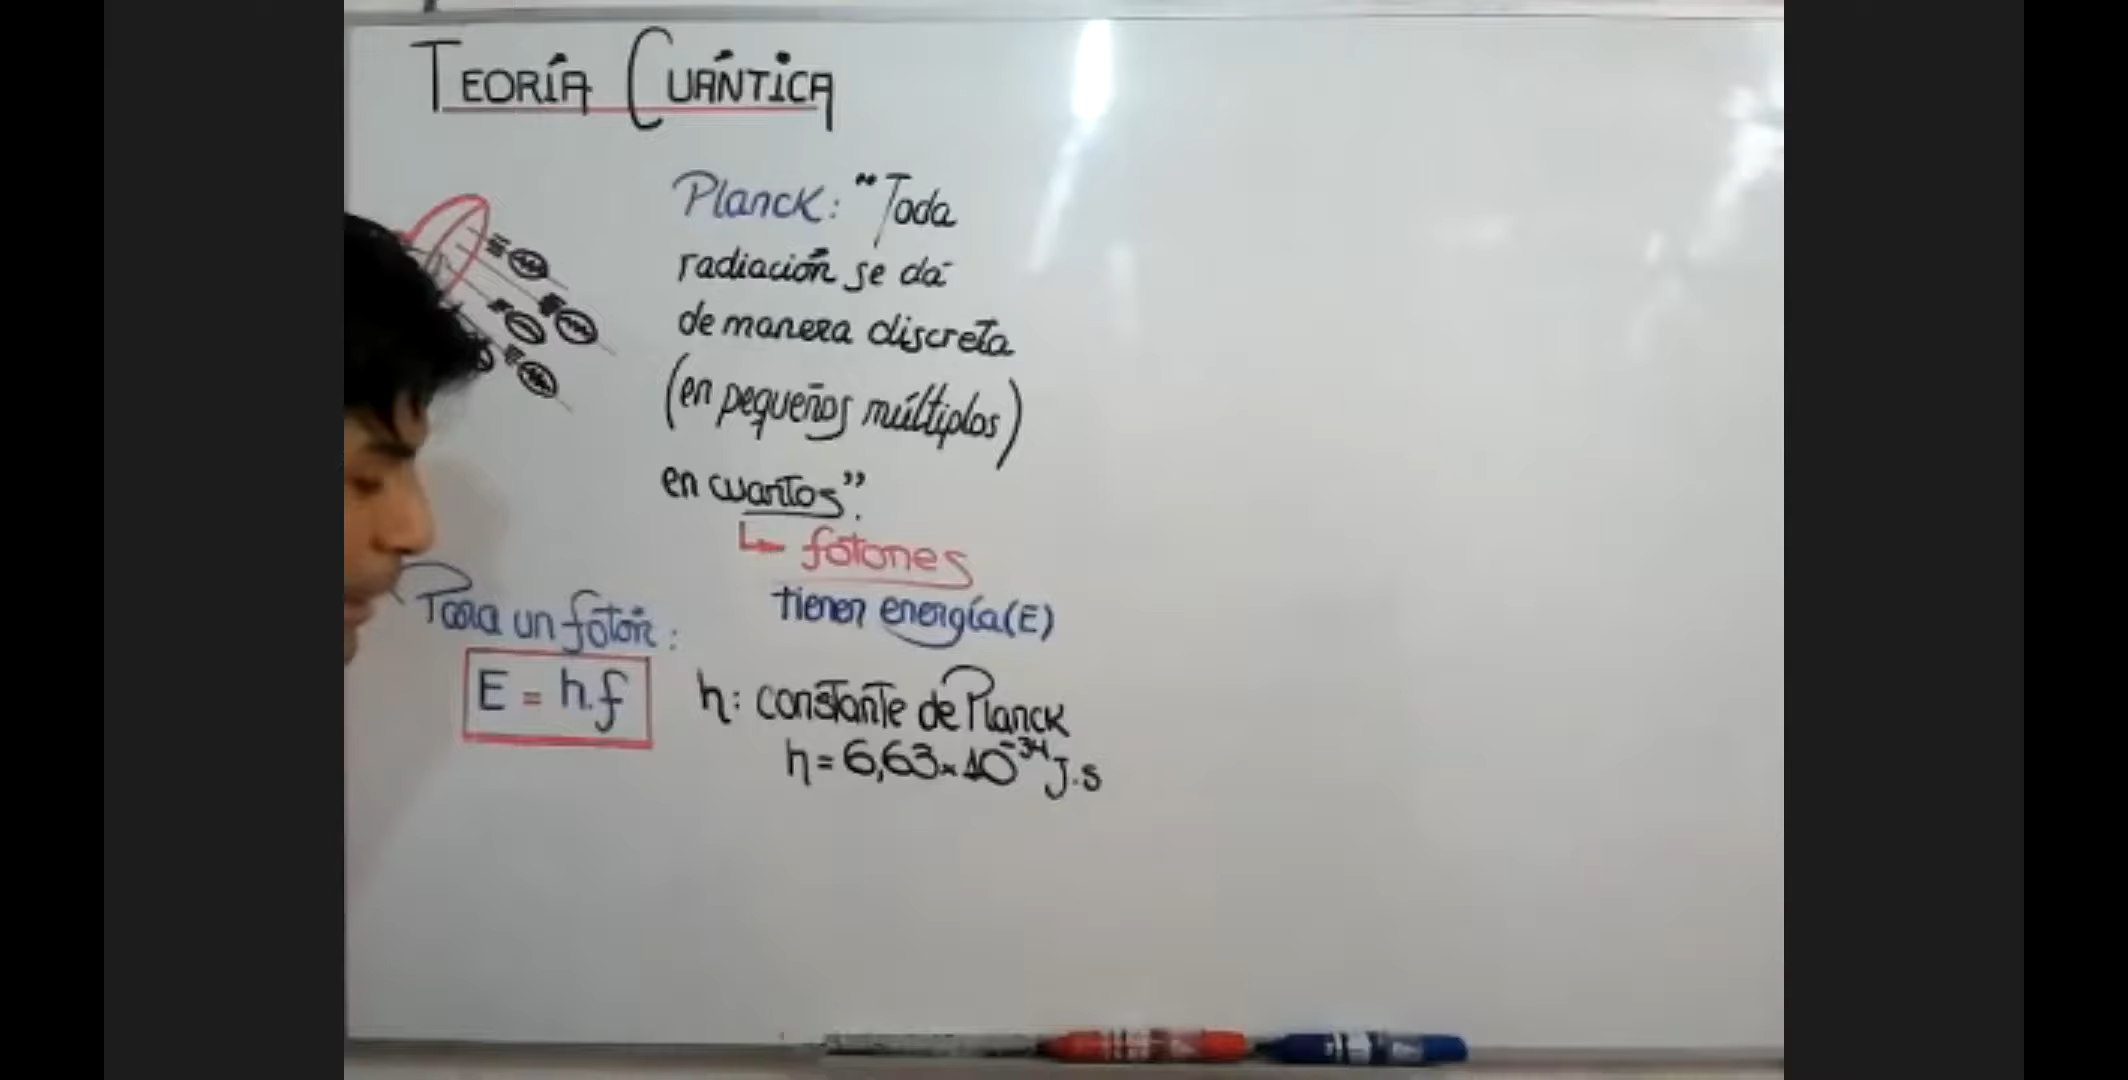 TEORÍA CUÁNTICA
Planck: "Toda
radiación se dá
de manera discreta
(en pequeños múltiplos)
en cuantos".
fotones
tienen energía (E)
Para un fotón:
E = h.f
h: constante de Planck
h = 6,63 × 10⁻³⁴ J.s